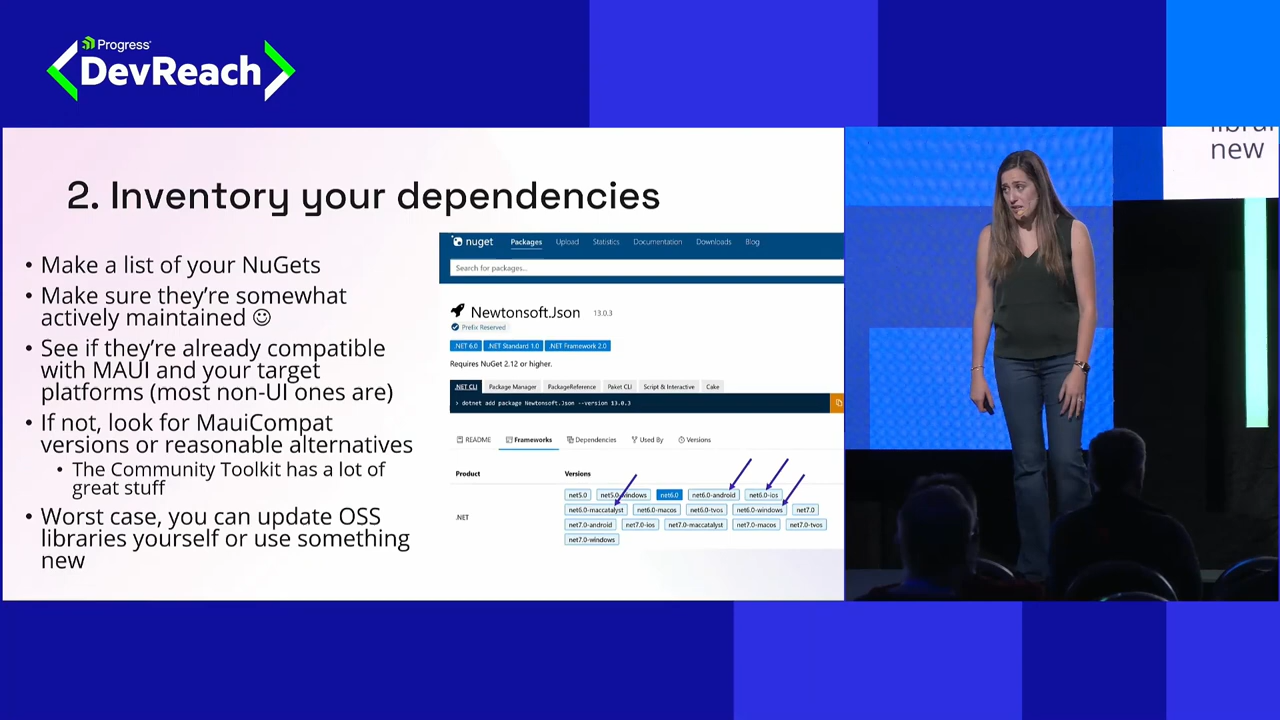 Progress®
DevReach
2. Inventory your dependencies
• Make a list of your NuGets
• Make sure they're somewhat
actively maintained ☺
• See if they're already compatible
with MAUI and your target
platforms (most non-UI ones are)
• If not, look for MauiCompat
versions or reasonable alternatives
• The Community Toolkit has a lot of
great stuff
• Worst case, you can update OSS
libraries yourself or use something
new
nuget Packages Upload Statistics Documentation Downloads Blog
Search for packages...
Newtonsoft.Json 13.0.3
Prefix Reserved
.NET 6.0 .NET Standard 1.0 .NET Framework 2.0
Requires NuGet 2.12 or higher.
.NET CLI Package Manager PackageReference Paket CLI Script & Interactive Cake
> dotnet add package Newtonsoft.Json --version 13.0.3
README Frameworks Dependencies Used By Versions
Product Versions
.NET
net5.0 net5.0-windows net6.0 net6.0-android net6.0-ios
net6.0-maccatalyst net6.0-macos net6.0-tvos net6.0-windows net7.0
net7.0-android net7.0-ios net7.0-maccatalyst net7.0-macos net7.0-tvos
net7.0-windows
new